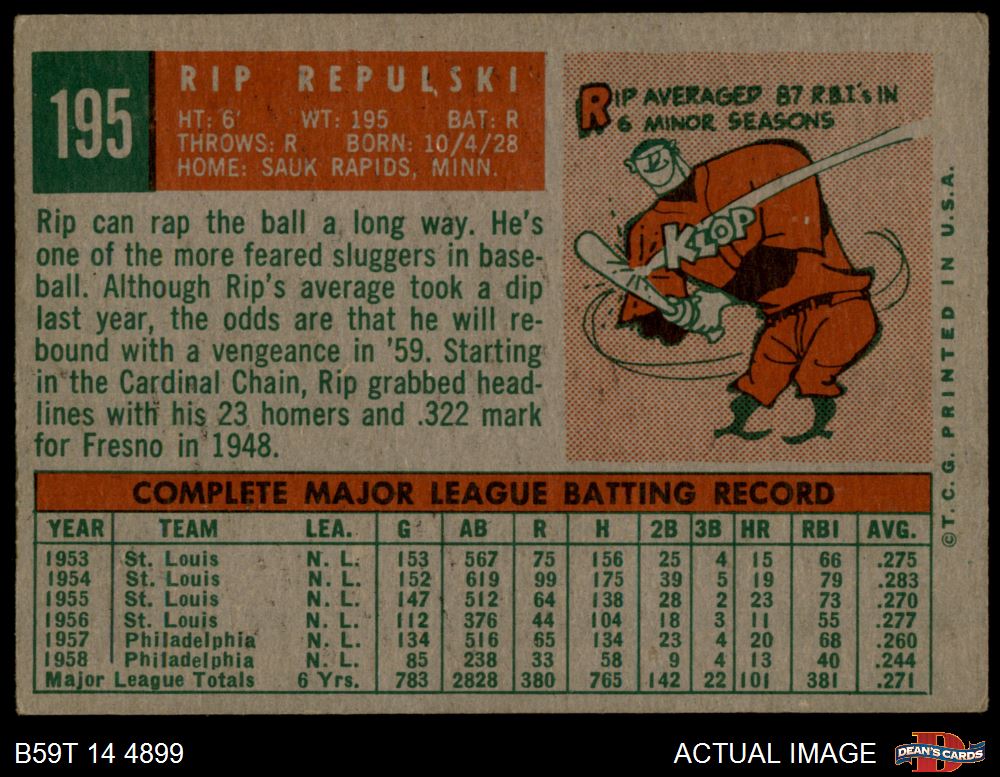 195
RIP REPULSKI
HT: 6' WT: 195 BAT: R
THROWS: R BORN: 10/4/28
HOME: SAUK RAPIDS, MINN.
RIP AVERAGED 87 R.B.I.'s IN
6 MINOR SEASONS
KLOP
Rip can rap the ball a long way. He's
one of the more feared sluggers in base-
ball. Although Rip's average took a dip
last year, the odds are that he will re-
bound with a vengeance in '59. Starting
in the Cardinal Chain, Rip grabbed head-
lines with his 23 homers and .322 mark
for Fresno in 1948.
©T.C.G. PRINTED IN U.S.A.
COMPLETE MAJOR LEAGUE BATTING RECORD
YEAR TEAM LEA. G AB R H 2B 3B HR RBI AVG.
1953 St. Louis N. L. 153 567 75 156 25 4 15 66 .275
1954 St. Louis N. L. 152 619 99 175 39 5 19 79 .283
1955 St. Louis N. L. 147 512 64 138 28 2 23 73 .270
1956 St. Louis N. L. 112 376 44 104 18 3 11 55 .277
1957 Philadelphia N. L. 134 516 65 134 23 4 20 68 .260
1958 Philadelphia N. L. 85 238 33 58 9 4 13 40 .244
Major League Totals 6 Yrs. 783 2828 380 765 142 22 101 381 .271
B59T 14 4899
ACTUAL IMAGE
DEAN'S CARDS